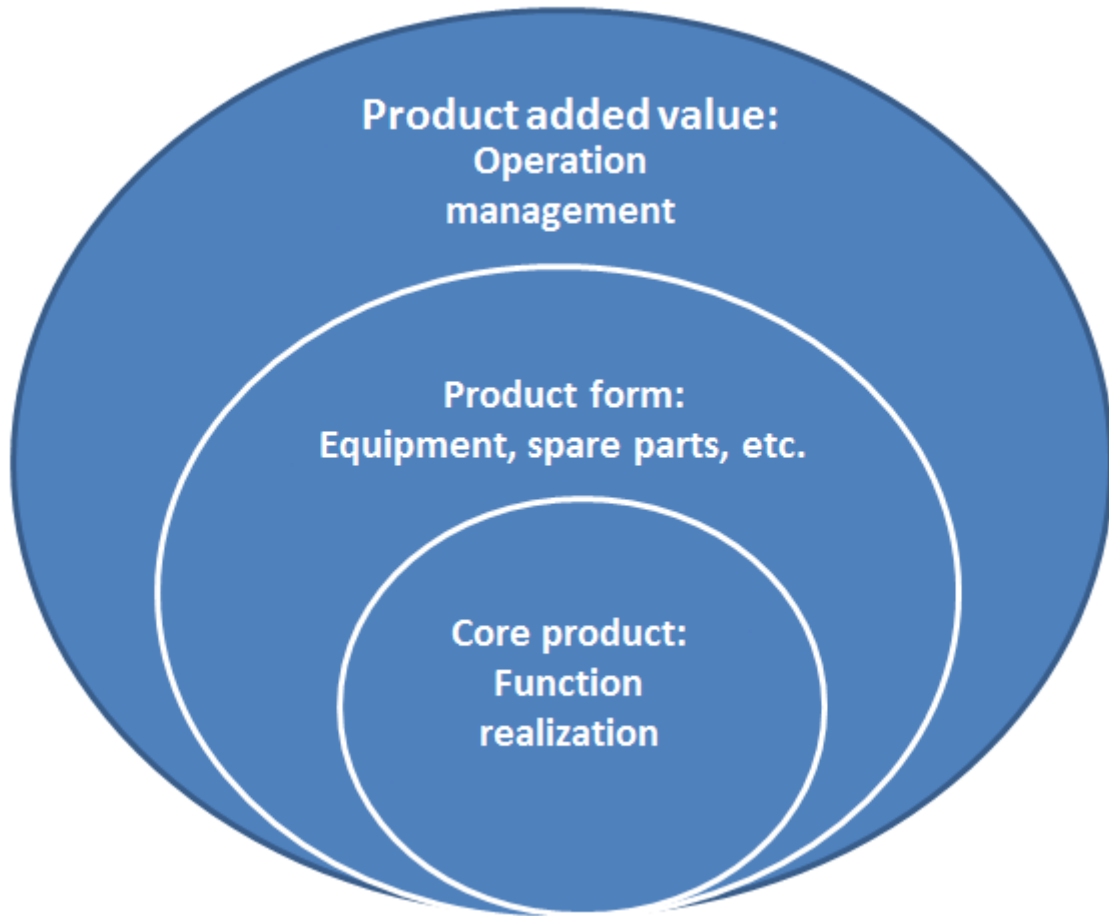 Product added value:
Operation
management
Product form:
Equipment, spare parts, etc.
Core product:
Function
realization